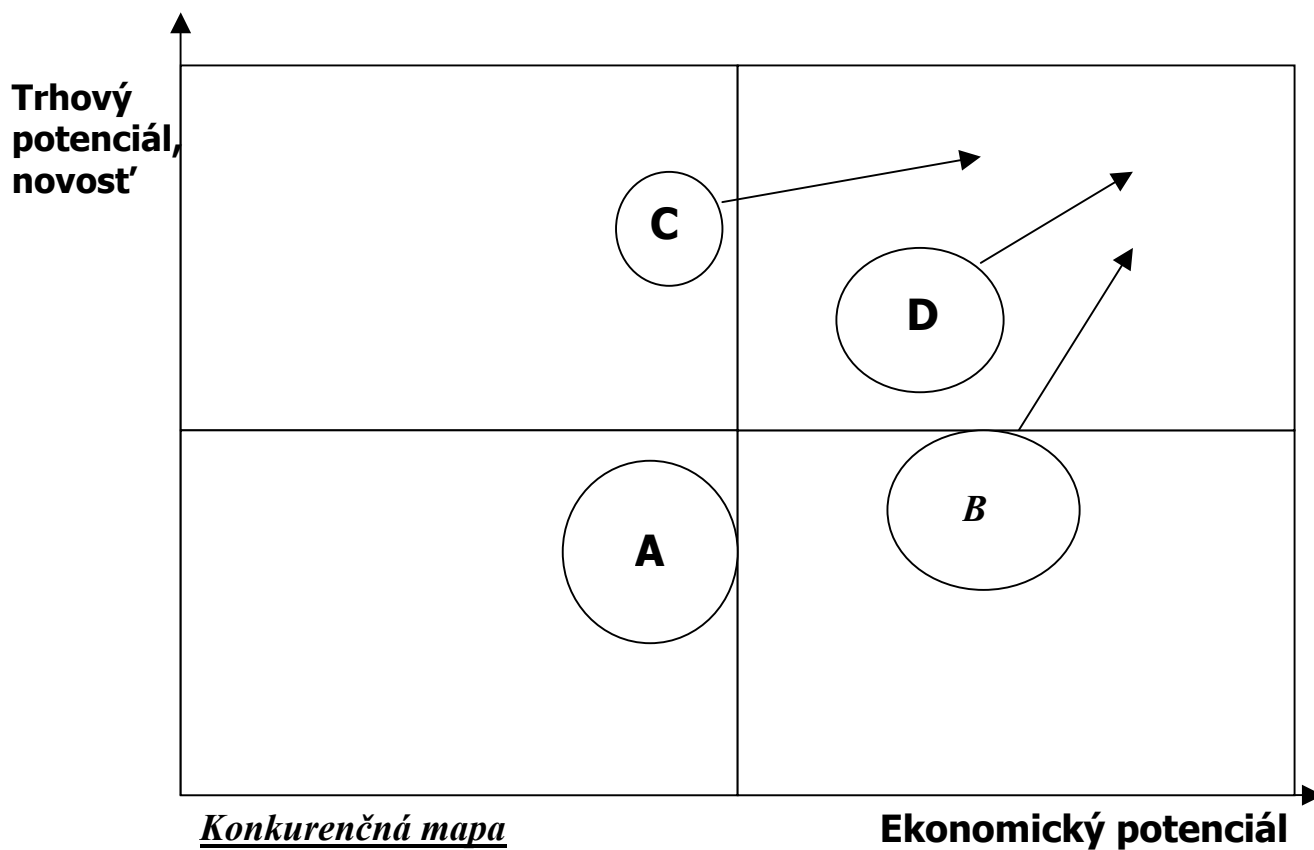 Trhový
potenciál,
novosť
C
D
B
A
Konkurenčná mapa
Ekonomický potenciál